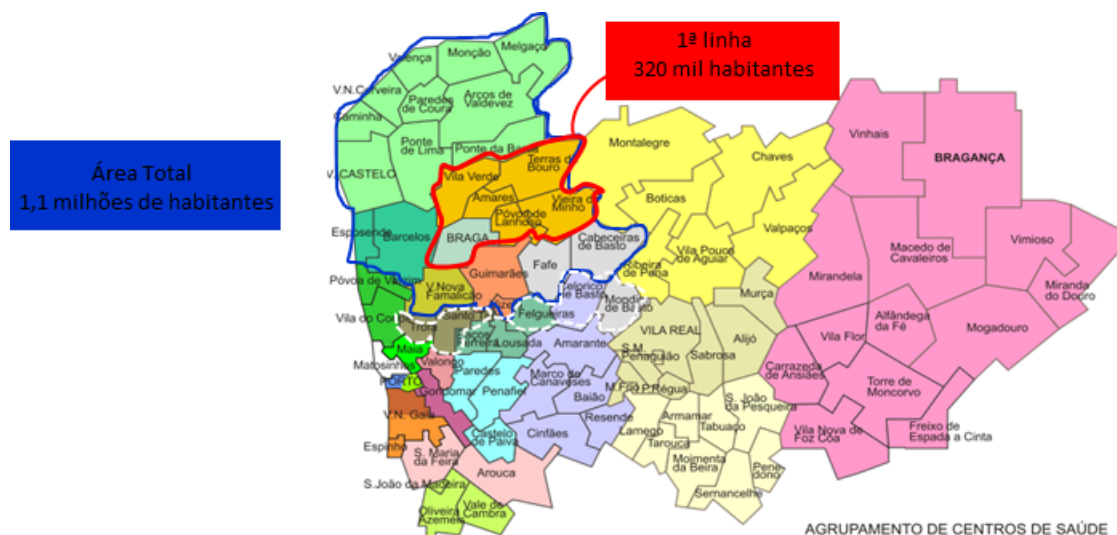 1ª linha
320 mil habitantes
Área Total
1,1 milhões de habitantes
Melgaço
Monção
Valença
V.N.Cerveira
Paredes
de Coura
Arcos de
Valdevez
Caminha
Ponte
de Lima
Ponte da Barca
V. CASTELO
Terras de
Bouro
Vila Verde
Amares
Vieira do
Minho
Póvoa de
Lanhoso
BRAGA
Esposende
Barcelos
Cabeceiras
de Basto
Fafe
Guimarães
V.Nova
Famalicão
Póvoa de Varzim
Celorico
de Basto
Mondim
de Basto
Felgueiras
Santo
Trofa
Vila do
Lousada
Maia
Matosinhos
Valongo
Paredes
PORTO
Gondomar
Penafiel
Amarante
Marco de
Canaveses
Baião
V.N. Gaia
Castelo
de Paiva
Cinfães
Resende
Espinho
S. Maria
da Feira
Arouca
S.João da Madeira
Oliveira
Azeméis
Vale de
Cambra
Montalegre
Chaves
Boticas
Valpaços
Vila Pouca
de Aguiar
Ribeira
de Pena
Murça
VILA REAL
Alijó
Sabrosa
S.M.
Penaguião
M.Frio
P.Régua
S. João
da Pesqueira
Armamar
Tabuaço
Lamego
Tarouca
Moimenta
da Beira
Penedono
Sernancelhe
Vinhais
BRAGANÇA
Vimioso
Macedo de
Cavaleiros
Mirandela
Miranda
do Douro
Alfândega
da Fé
Mogadouro
Vila Flor
Carrazeda
de Ansiães
Torre de
Moncorvo
Vila Nova de
Foz Côa
Freixo de
Espada a Cinta
AGRUPAMENTO DE CENTROS DE SAÚDE